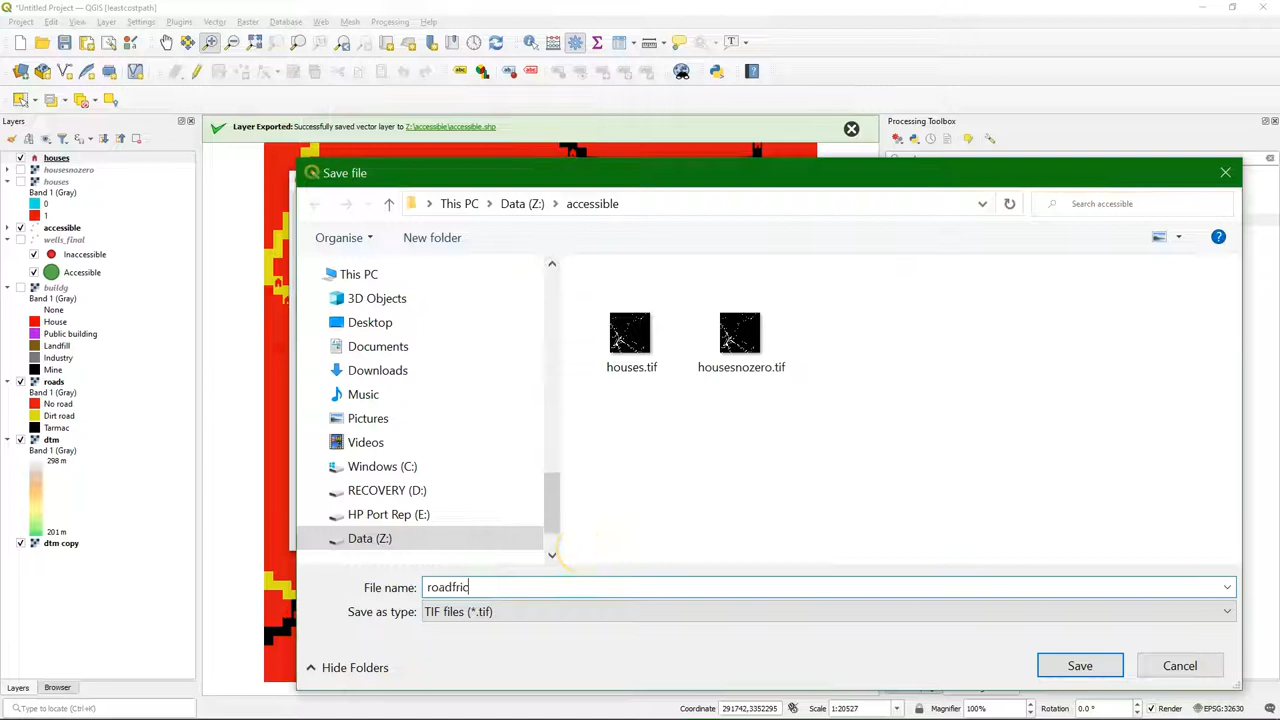 *Untitled Project — QGIS [leastcostpath]
Project Edit View Layer Settings Plugins Vector Raster Database Web Mesh Processing Help
Layers
Layer Exported: Successfully saved vector layer to Z:\accessible\accessible.shp
Processing Toolbox
houses
housesnozero
houses
Band 1 (Gray)
0
1
accessible
wells_final
Inaccessible
Accessible
buildg
Band 1 (Gray)
None
House
Public building
Landfill
Industry
Mine
roads
Band 1 (Gray)
No road
Dirt road
Tarmac
dtm
Band 1 (Gray)
298 m
201 m
dtm copy
Save file
This PC > Data (Z:) > accessible
Search accessible
Organise
New folder
This PC
3D Objects
Desktop
Documents
Downloads
Music
Pictures
Videos
Windows (C:)
RECOVERY (D:)
HP Port Rep (E:)
Data (Z:)
houses.tif
housesnozero.tif
File name: roadfric
Save as type: TIF files (*.tif)
Hide Folders
Save
Cancel
Layers Browser
Type to locate (Ctrl+K)
Coordinate 291742,3352295
Scale 1:20527
Magnifier 100%
Rotation 0.0 °
Render
EPSG:32630